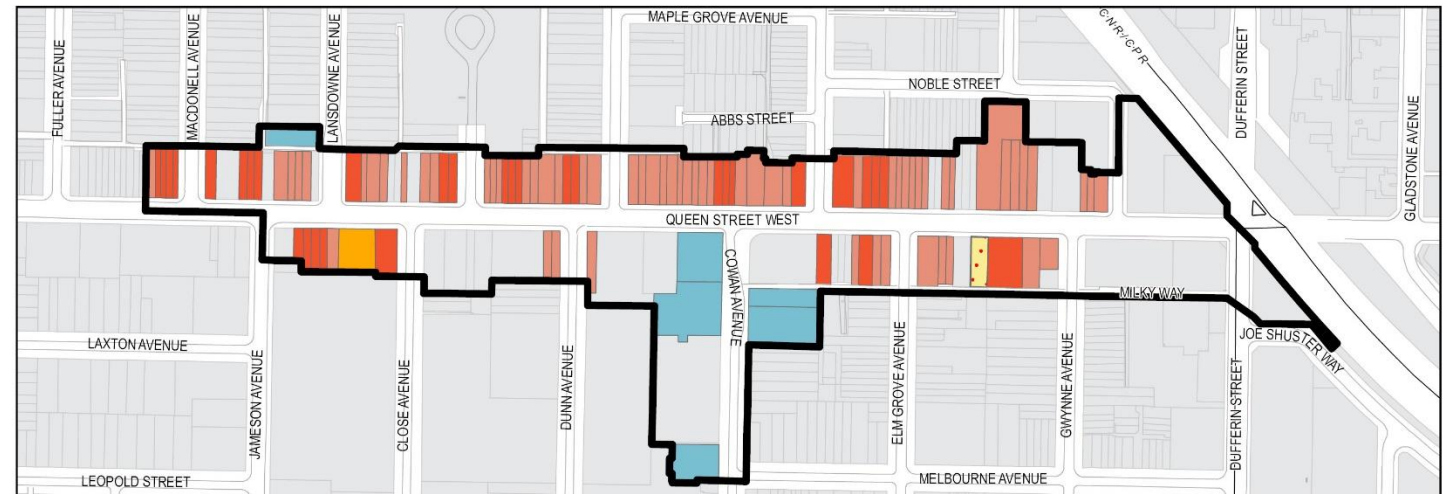 MAPLE GROVE AVENUE
C·N·R·/·C·P·R
FULLER AVENUE
MACDONELL AVENUE
LANSDOWNE AVENUE
NOBLE STREET
DUFFERIN STREET
GLADSTONE AVENUE
ABBS STREET
QUEEN STREET WEST
COWAN AVENUE
MILKY WAY
JOE SHUSTER WAY
LAXTON AVENUE
JAMESON AVENUE
CLOSE AVENUE
DUNN AVENUE
ELM GROVE AVENUE
GWYNNE AVENUE
DUFFERIN STREET
LEOPOLD STREET
MELBOURNE AVENUE